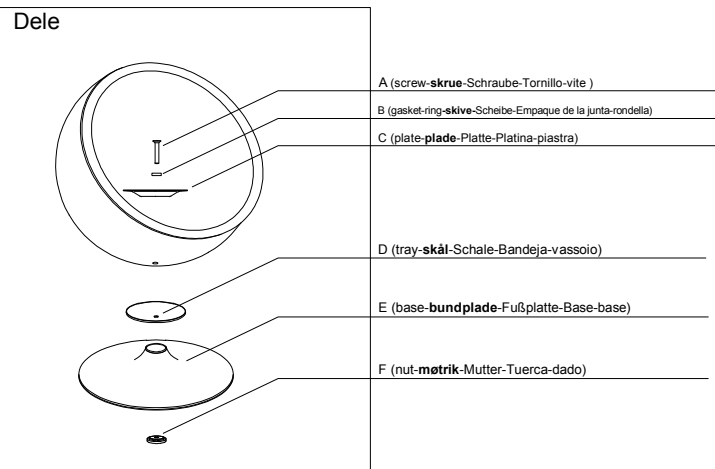 Dele
A (screw-skrue-Schraube-Tornillo-vite )
B (gasket-ring-skive-Scheibe-Empaque de la junta-rondella)
C (plate-plade-Platte-Platina-piastra)
D (tray-skål-Schale-Bandeja-vassoio)
E (base-bundplade-Fußplatte-Base-base)
F (nut-møtrik-Mutter-Tuerca-dado)